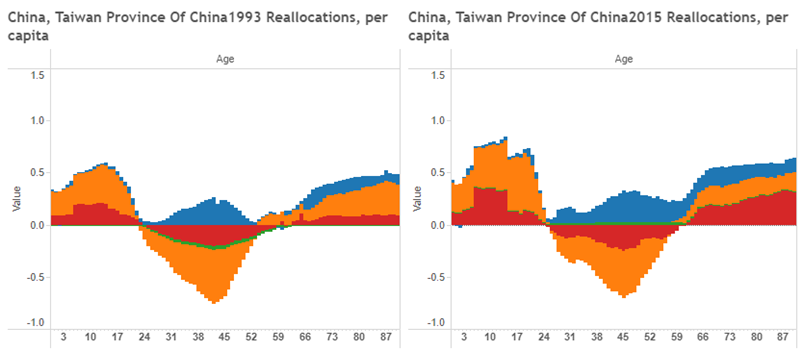 China, Taiwan Province Of China1993 Reallocations, per
capita
Age
1.5
1.0
0.5
0.0
-0.5
-1.0
Value
3 10 17 24 31 38 45 52 59 66 73 80 87
China, Taiwan Province Of China2015 Reallocations, per
capita
Age
1.5
1.0
0.5
0.0
-0.5
-1.0
Value
3 10 17 24 31 38 45 52 59 66 73 80 87